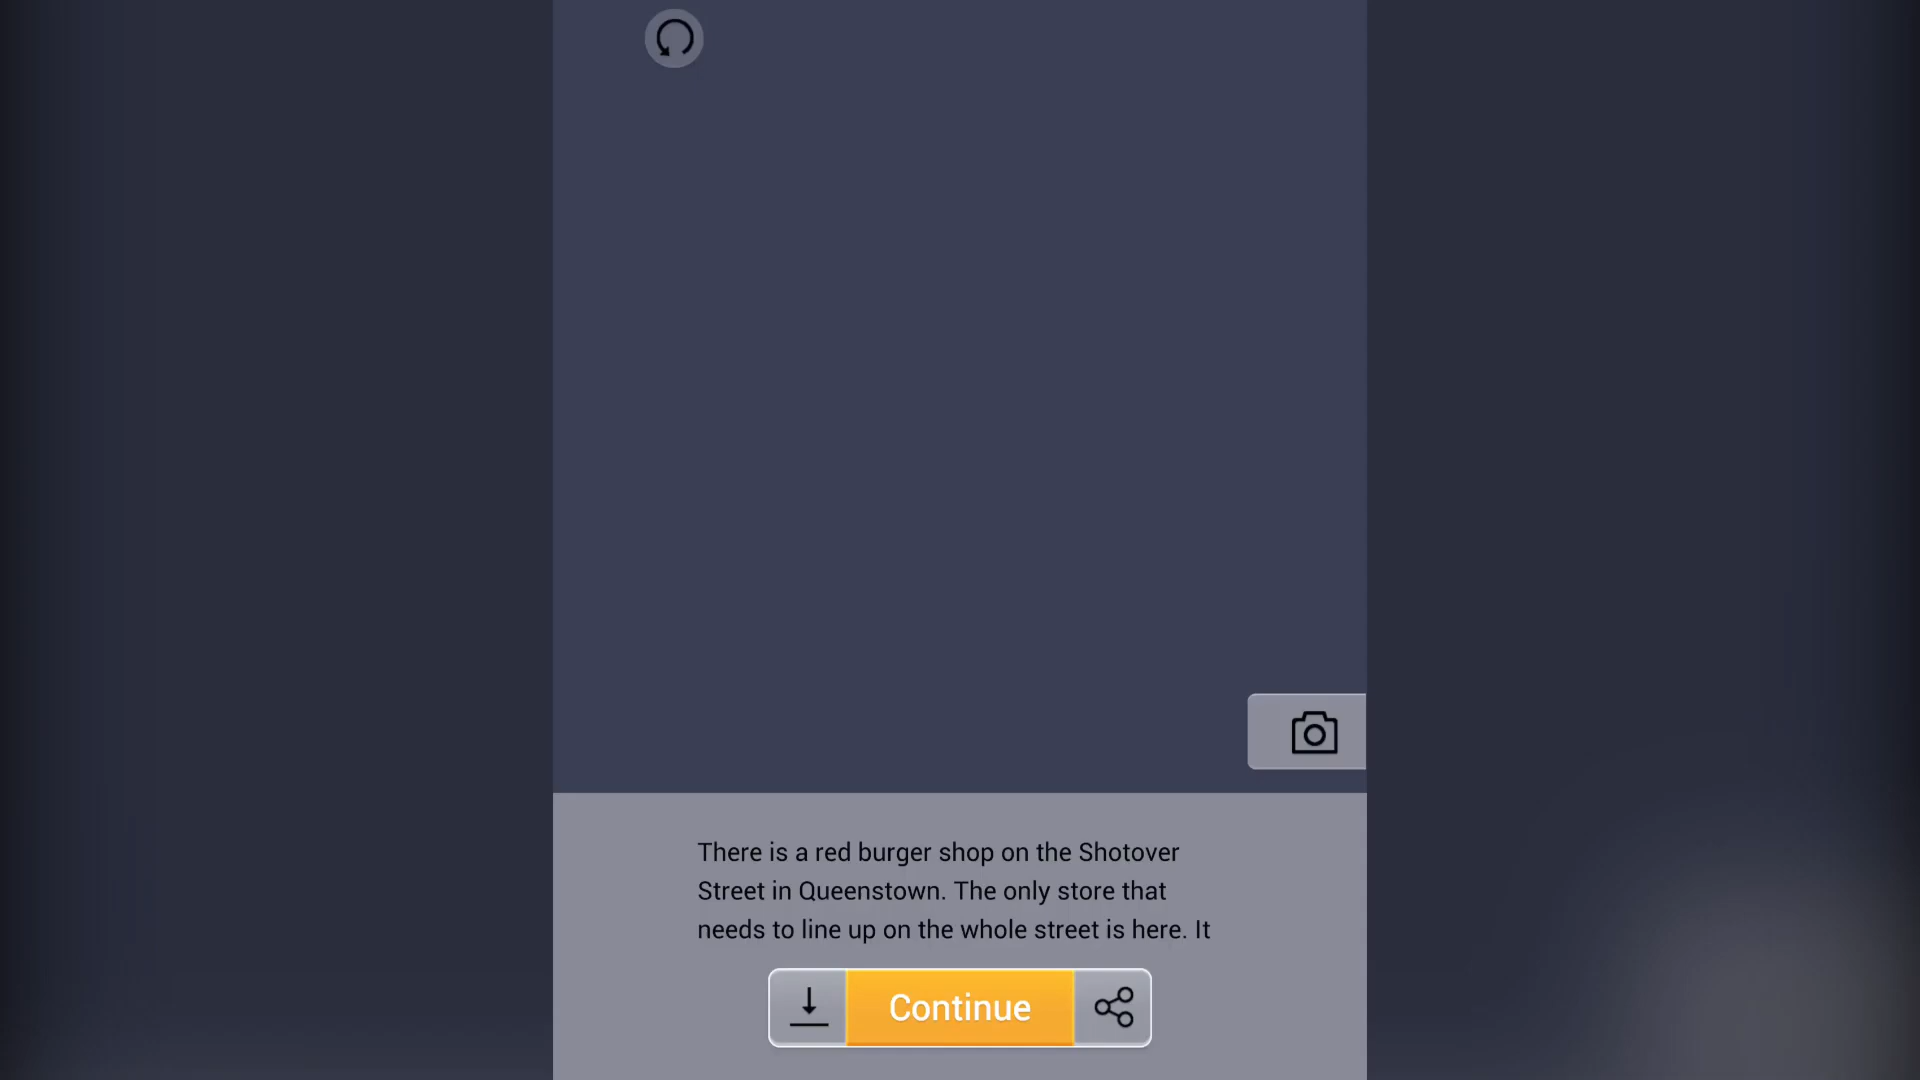 There is a red burger shop on the Shotover
Street in Queenstown. The only store that
needs to line up on the whole street is here. It
Continue